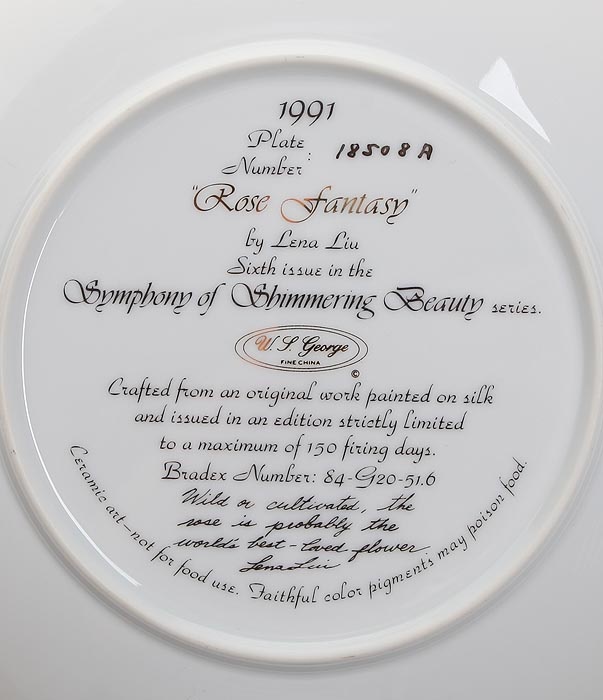 1991
Plate
Number : 18508A
"Rose Fantasy"
by Lena Liu
Sixth issue in the
Symphony of Shimmering Beauty series.
W. S. George
FINE CHINA
©
Crafted from an original work painted on silk
and issued in an edition strictly limited
to a maximum of 150 firing days.
Bradex Number: 84-G20-51.6
Wild or cultivated, the
rose is probably the
world's best-loved flower.
Lena Liu
Ceramic art—not for food use. Faithful color pigments may poison food.